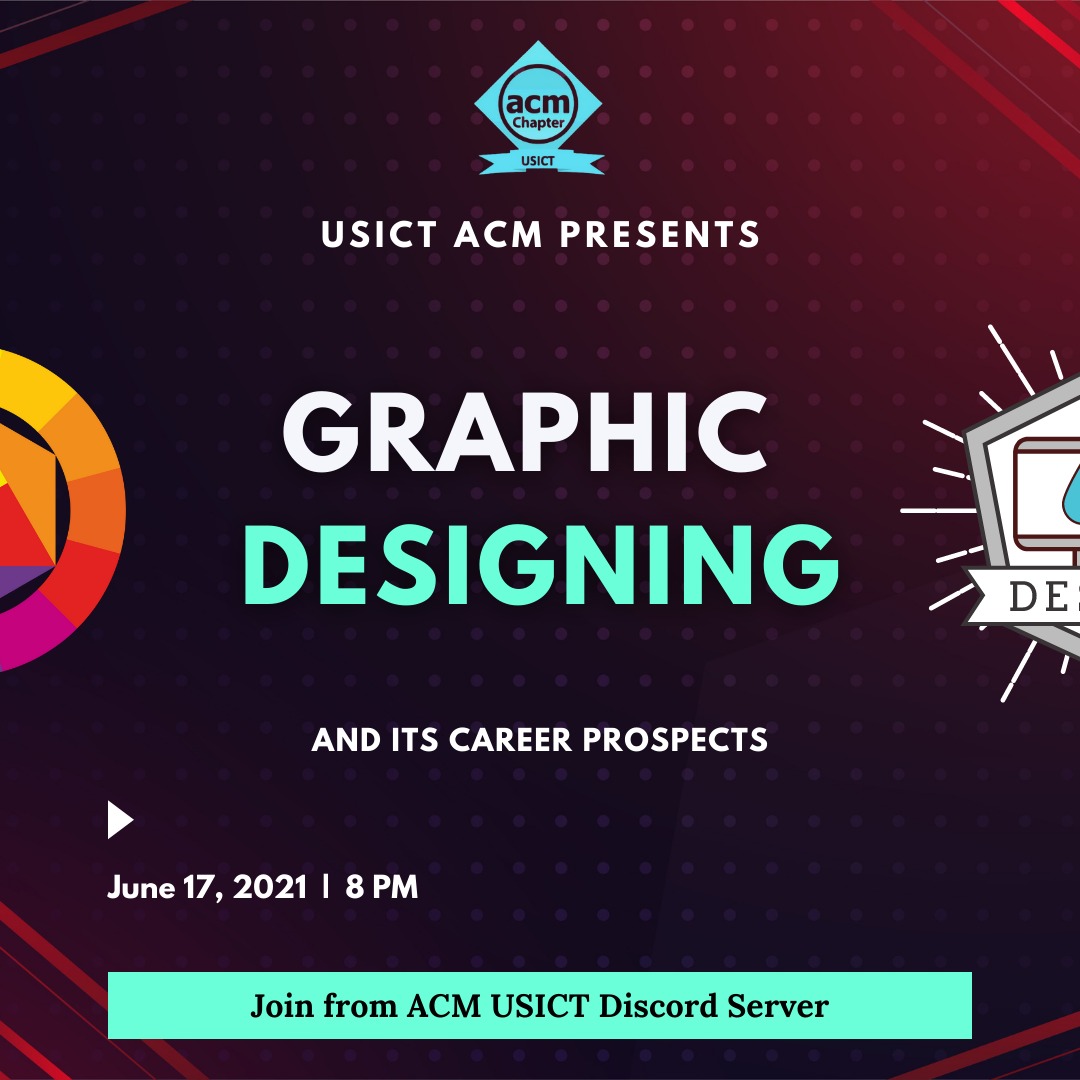 acm
Chapter
USICT
USICT ACM PRESENTS
GRAPHIC
DESIGNING
DES
AND ITS CAREER PROSPECTS
June 17, 2021 | 8 PM
Join from ACM USICT Discord Server